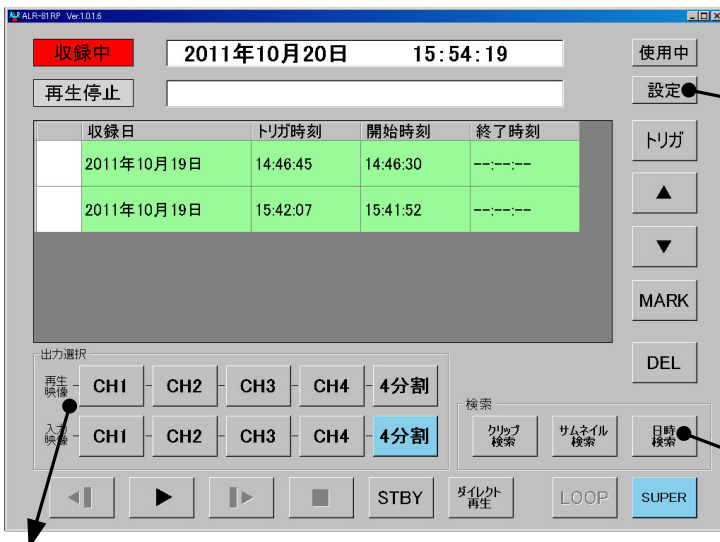 ALR-81RP Ver.1.0.1.6
収録中 2011年10月20日 15:54:19 使用中
再生停止 設定
収録日 トリガ時刻 開始時刻 終了時刻
2011年10月19日 14:46:45 14:46:30 --:--:--
2011年10月19日 15:42:07 15:41:52 --:--:--
トリガ
▲
▼
MARK
DEL
出力選択
再生映像 CH1 CH2 CH3 CH4 4分割
入力映像 CH1 CH2 CH3 CH4 4分割
検索
クリップ検索 サムネイル検索 日時検索
STBY ダイレクト再生 LOOP SUPER